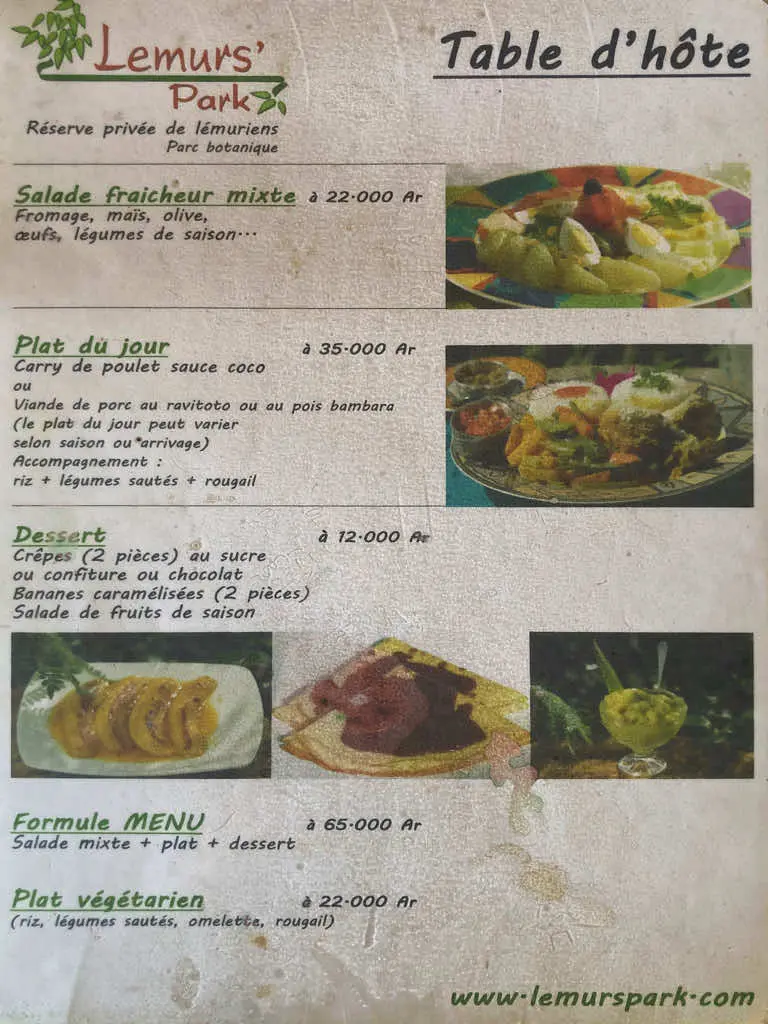 Lemurs'
Park
Table d'hôte
Réserve privée de lémuriens
Parc botanique
Salade fraicheur mixte à 22.000 Ar
Fromage, maïs, olive,
œufs, légumes de saison...
Plat du jour à 35.000 Ar
Carry de poulet sauce coco
ou
Viande de porc au ravitoto ou au pois bambara
(le plat du jour peut varier
selon saison ou arrivage)
Accompagnement :
riz + légumes sautés + rougail
Dessert à 12.000 Ar
Crêpes (2 pièces) au sucre
ou confiture ou chocolat
Bananes caramélisées (2 pièces)
Salade de fruits de saison
Formule MENU à 65.000 Ar
Salade mixte + plat + dessert
Plat végétarien à 22.000 Ar
(riz, légumes sautés, omelette, rougail)
www.lemurspark.com